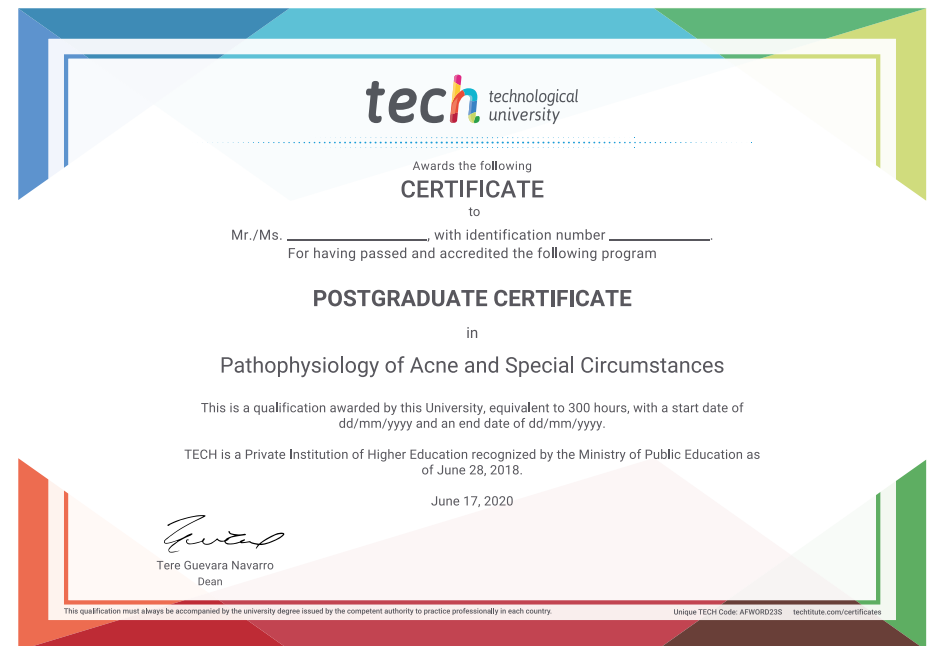 tech technological
university
Awards the following
CERTIFICATE
to
Mr./Ms. ____________, with identification number ____________.
For having passed and accredited the following program
POSTGRADUATE CERTIFICATE
in
Pathophysiology of Acne and Special Circumstances
This is a qualification awarded by this University, equivalent to 300 hours, with a start date of
dd/mm/yyyy and an end date of dd/mm/yyyy.
TECH is a Private Institution of Higher Education recognized by the Ministry of Public Education as
of June 28, 2018.
June 17, 2020
Tere Guevara Navarro
Dean
This qualification must always be accompanied by the university degree issued by the competent authority to practice professionally in each country.
Unique TECH Code: AFWORD23S techtitute.com/certificates